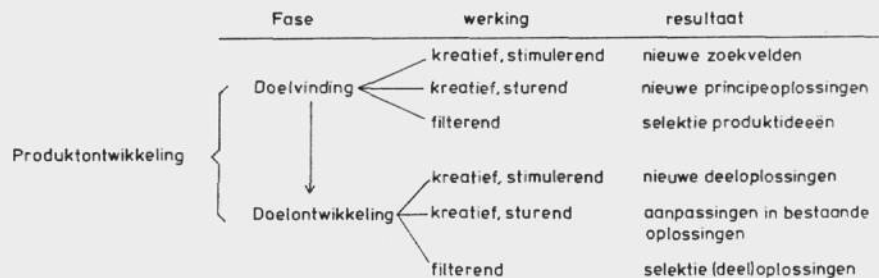 Fase werking resultaat
kreatief, stimulerend nieuwe zoekvelden
Doelvinding kreatief, sturend nieuwe principeoplossingen
filterend selektie produktideeën
Produktontwikkeling
kreatief, stimulerend nieuwe deeloplossingen
Doelontwikkeling kreatief, sturend aanpassingen in bestaande
oplossingen
filterend selektie (deel)oplossingen